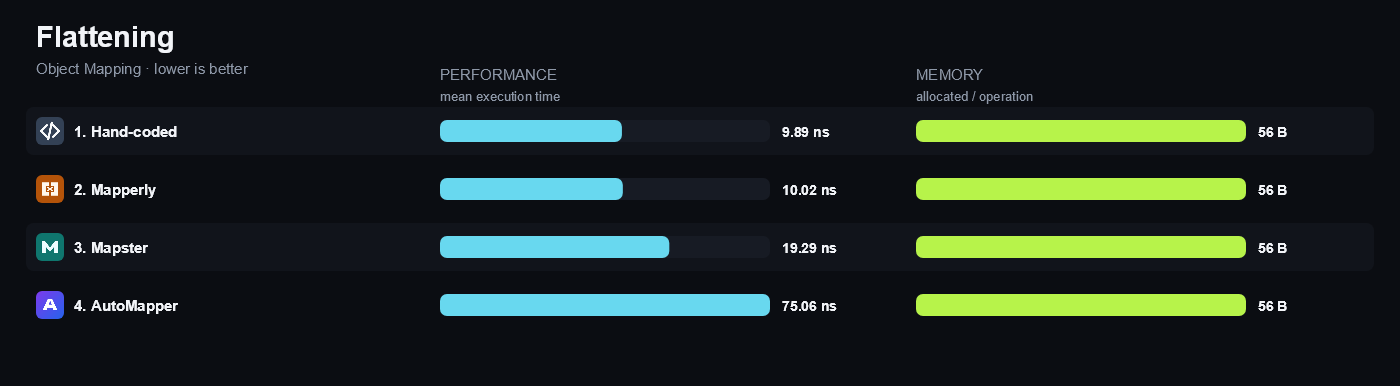 Flattening
Object Mapping · lower is better
PERFORMANCE
mean execution time
MEMORY
allocated / operation
1. Hand-coded
9.89 ns
56 B
2. Mapperly
10.02 ns
56 B
3. Mapster
19.29 ns
56 B
4. AutoMapper
75.06 ns
56 B